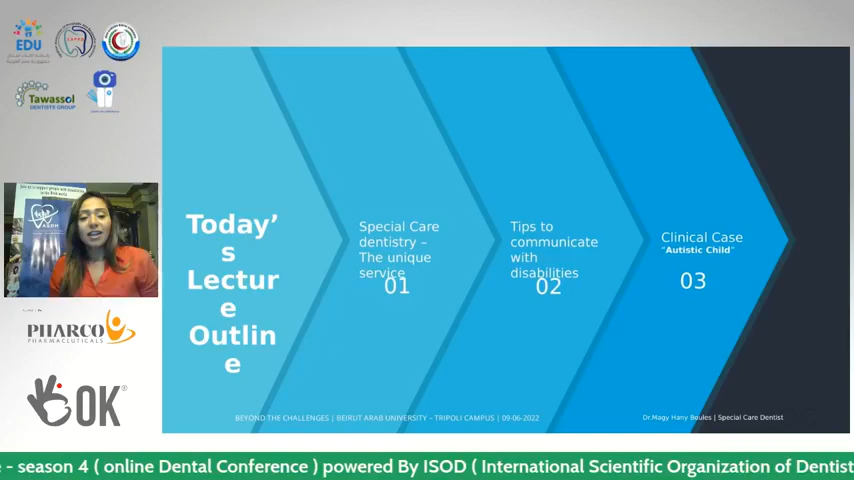 EDU
Tawassol
DENTISTS GROUP
ASDH
PHARCO
PHARMACEUTICALS
OK®
Today’
s
Lectur
e
Outlin
e
Special Care
dentistry –
The unique
service
01
Tips to
communicate
with
disabilities
02
Clinical Case
“Autistic Child”
03
BEYOND THE CHALLENGES | BEIRUT ARAB UNIVERSITY – TRIPOLI CAMPUS | 09-06-2022
Dr.Magy Hany Boules | Special Care Dentist
- season 4 ( online Dental Conference ) powered By ISOD ( International Scientific Organization of Dentist